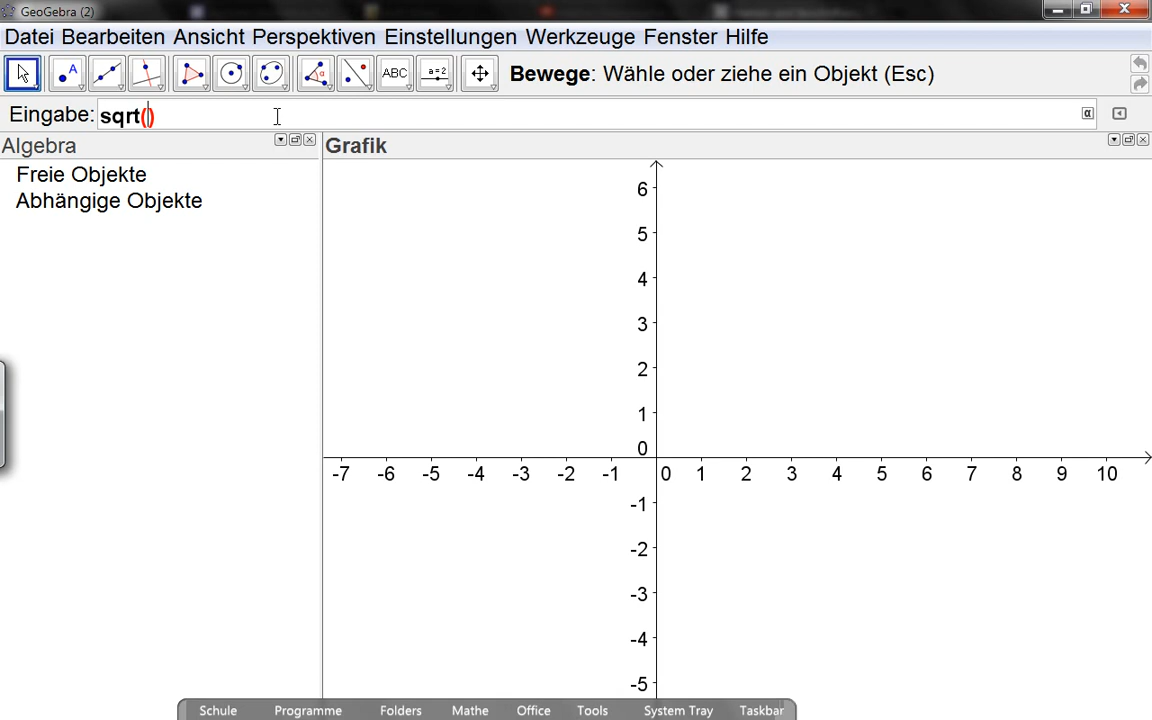 GeoGebra (2)
Datei Bearbeiten Ansicht Perspektiven Einstellungen Werkzeuge Fenster Hilfe
A ABC a=2 Bewege: Wähle oder ziehe ein Objekt (Esc)
Eingabe: sqrt() α
Algebra
Grafik
Freie Objekte
Abhängige Objekte
6
5
4
3
2
1
0
-7 -6 -5 -4 -3 -2 -1 0 1 2 3 4 5 6 7 8 9 10
-1
-2
-3
-4
-5
Schule Programme Folders Mathe Office Tools System Tray Taskbar